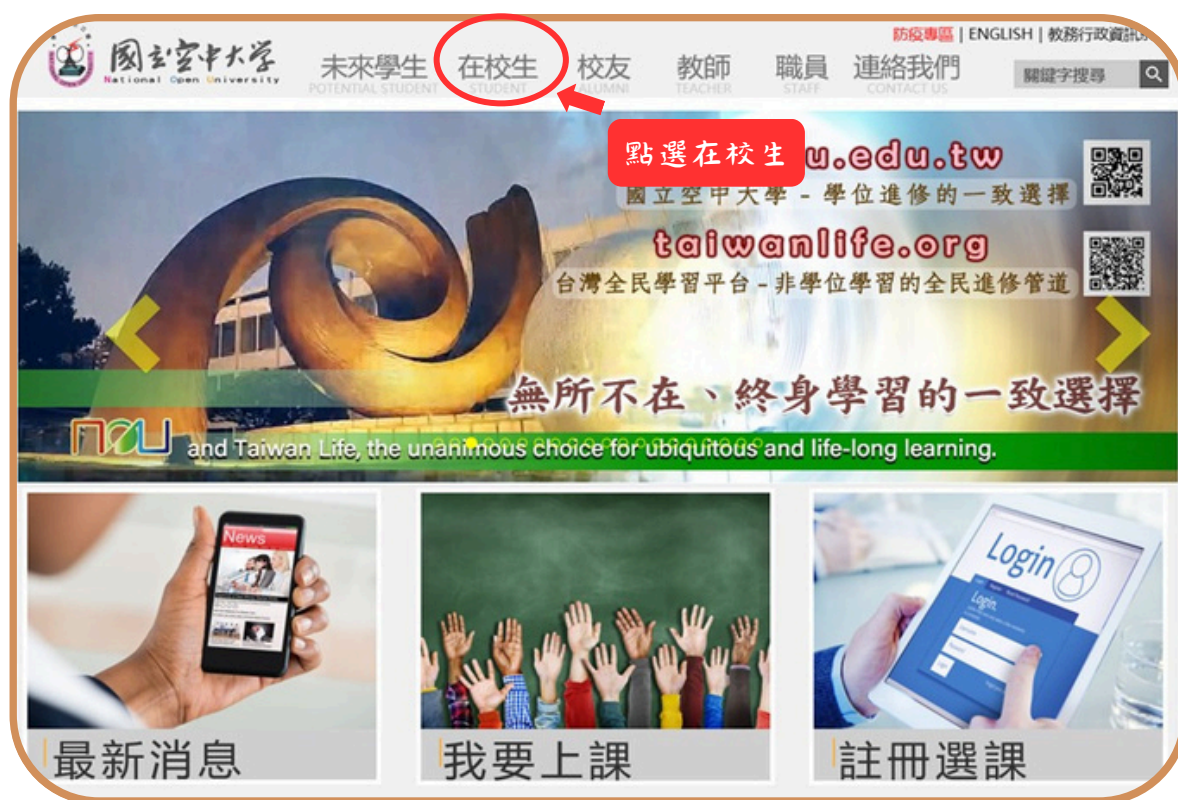 防疫專區 | ENGLISH | 教務行政資訊
國立空中大學
National Open University
未來學生 在校生 校友 教師 職員 連絡我們
POTENTIAL STUDENT STUDENT ALUMNI TEACHER STAFF CONTACT US
關鍵字搜尋
點選在校生
u.edu.tw
國立空中大學 - 學位進修的一致選擇
taiwanlife.org
台灣全民學習平台 - 非學位學習的全民進修管道
無所不在、終身學習的一致選擇
nou and Taiwan Life, the unanimous choice for ubiquitous and life-long learning.
News
Login
Login
Login
最新消息
我要上課
註冊選課